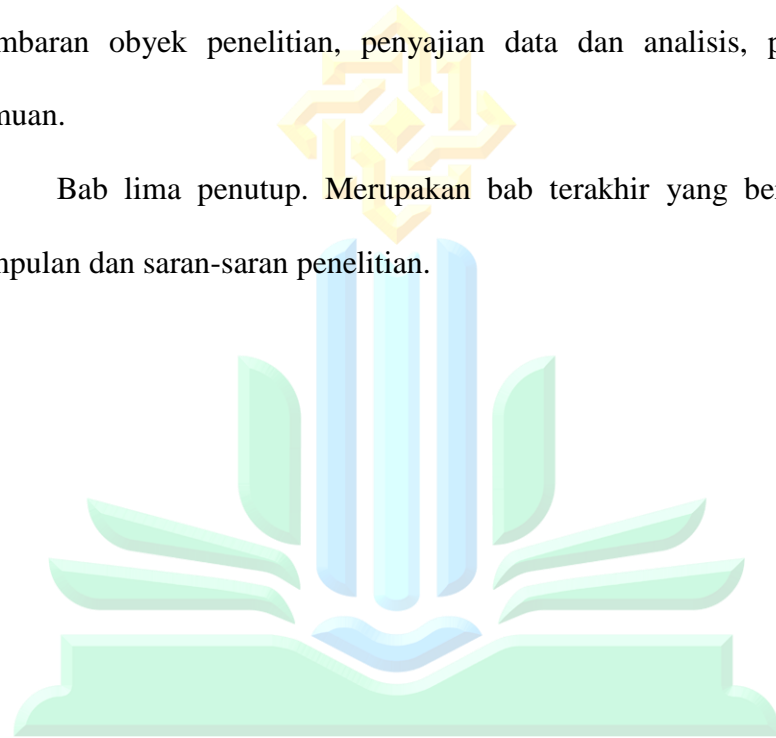 mbaran obyek penelitian, penyajian data dan analisis, p
muan.
Bab lima penutup. Merupakan bab terakhir yang be
mpulan dan saran-saran penelitian.